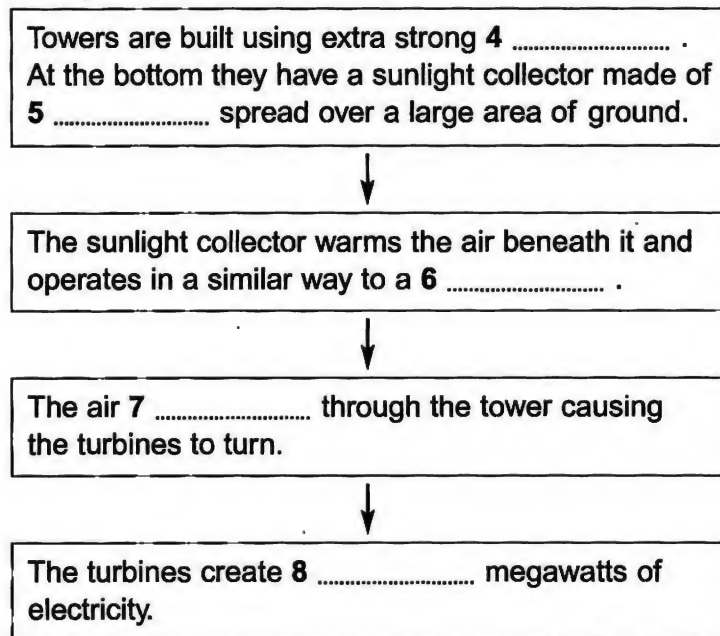 Towers are built using extra strong 4 .............................. .
At the bottom they have a sunlight collector made of
5 .............................. spread over a large area of ground.
The sunlight collector warms the air beneath it and
operates in a similar way to a 6 .............................. .
The air 7 .............................. through the tower causing
the turbines to turn.
The turbines create 8 .............................. megawatts of
electricity.